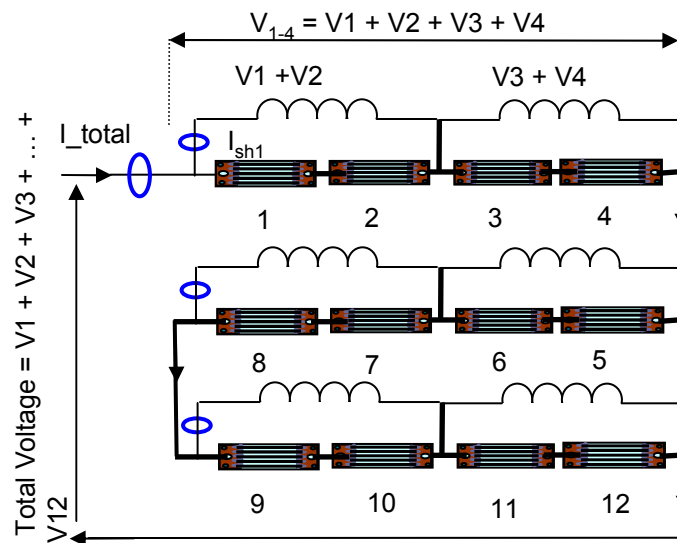 V1-4 = V1 + V2 + V3 + V4
V1 +V2
V3 + V4
I_total
Ish1
1
2
3
4
8
7
6
5
9
10
11
12
Total Voltage = V1 + V2 + V3 + … +
V12